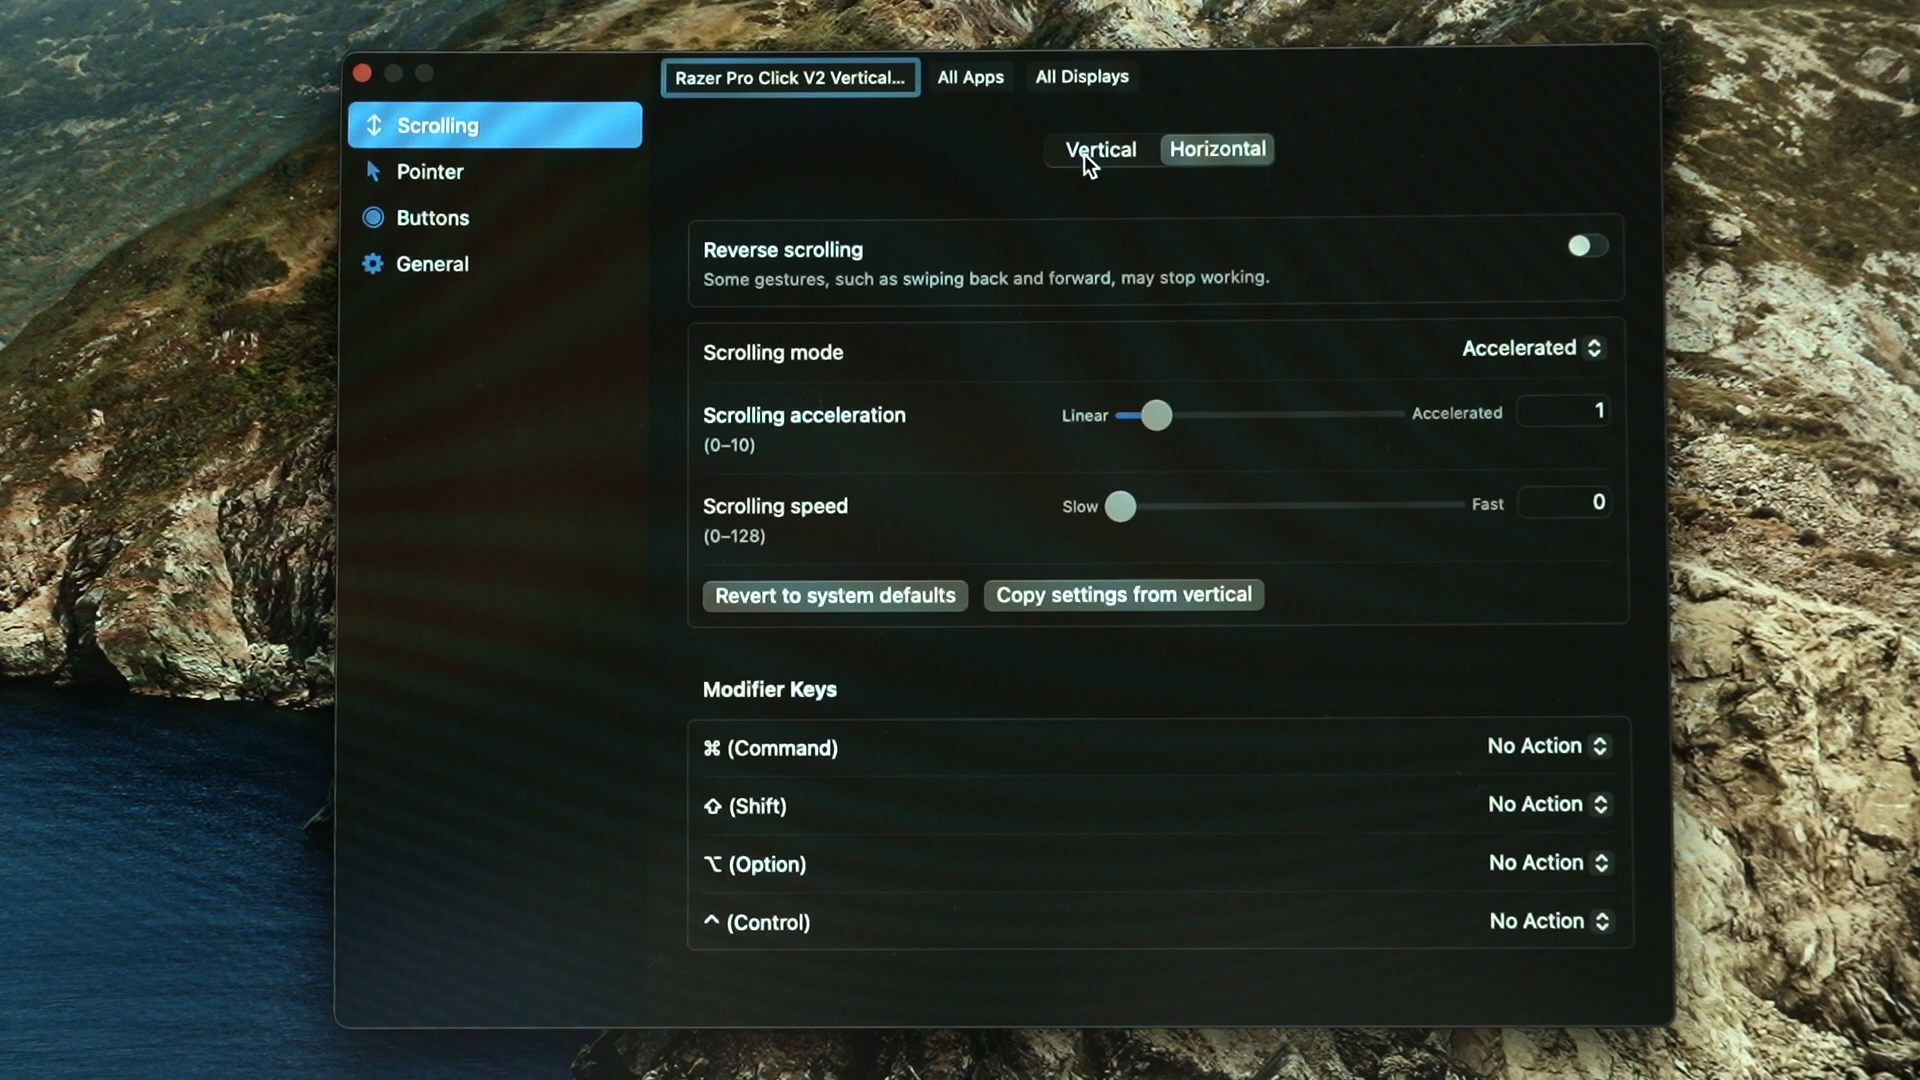 Razer Pro Click V2 Vertical...
All Apps
All Displays
Scrolling
Pointer
Buttons
General
Vertical
Horizontal
Reverse scrolling
Some gestures, such as swiping back and forward, may stop working.
Scrolling mode
Accelerated
Scrolling acceleration
(0–10)
Linear
Accelerated
1
Scrolling speed
(0–128)
Slow
Fast
0
Revert to system defaults
Copy settings from vertical
Modifier Keys
⌘ (Command)
No Action
⇧ (Shift)
No Action
⌥ (Option)
No Action
^ (Control)
No Action